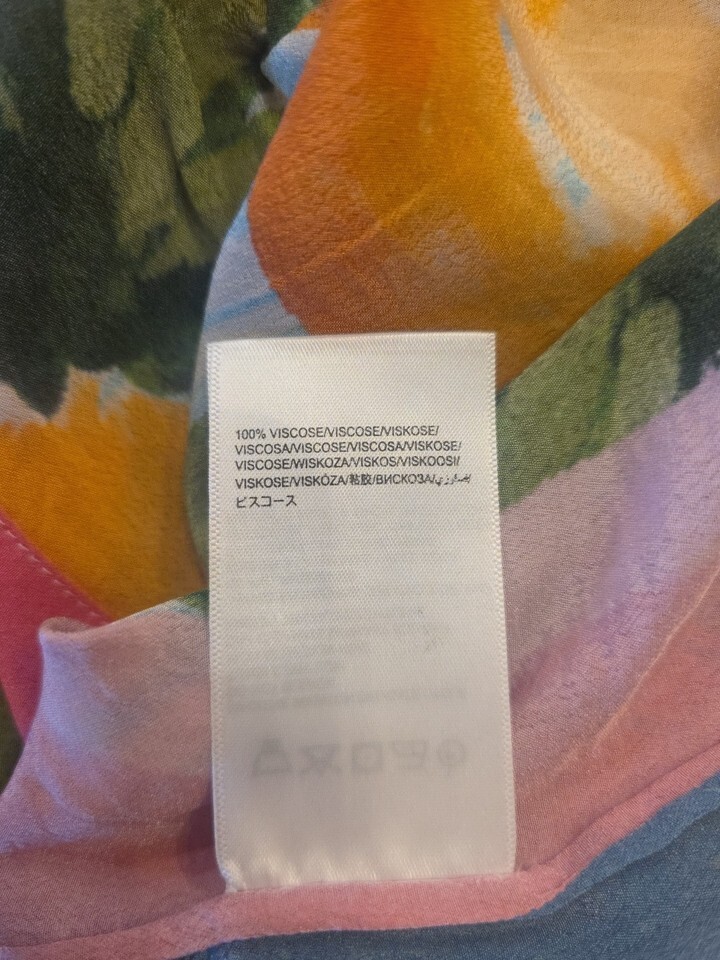 100% VISCOSE/VISCOSE/VISKOSE/
VISCOSA/VISCOSE/VISCOSA/VISKOSE/
VISCOSE/WISKOZA/VISKOS/VISKOOSI/
VISKOSE/VISKÓZA/粘胶/ВИСКОЗА/
ビスコース